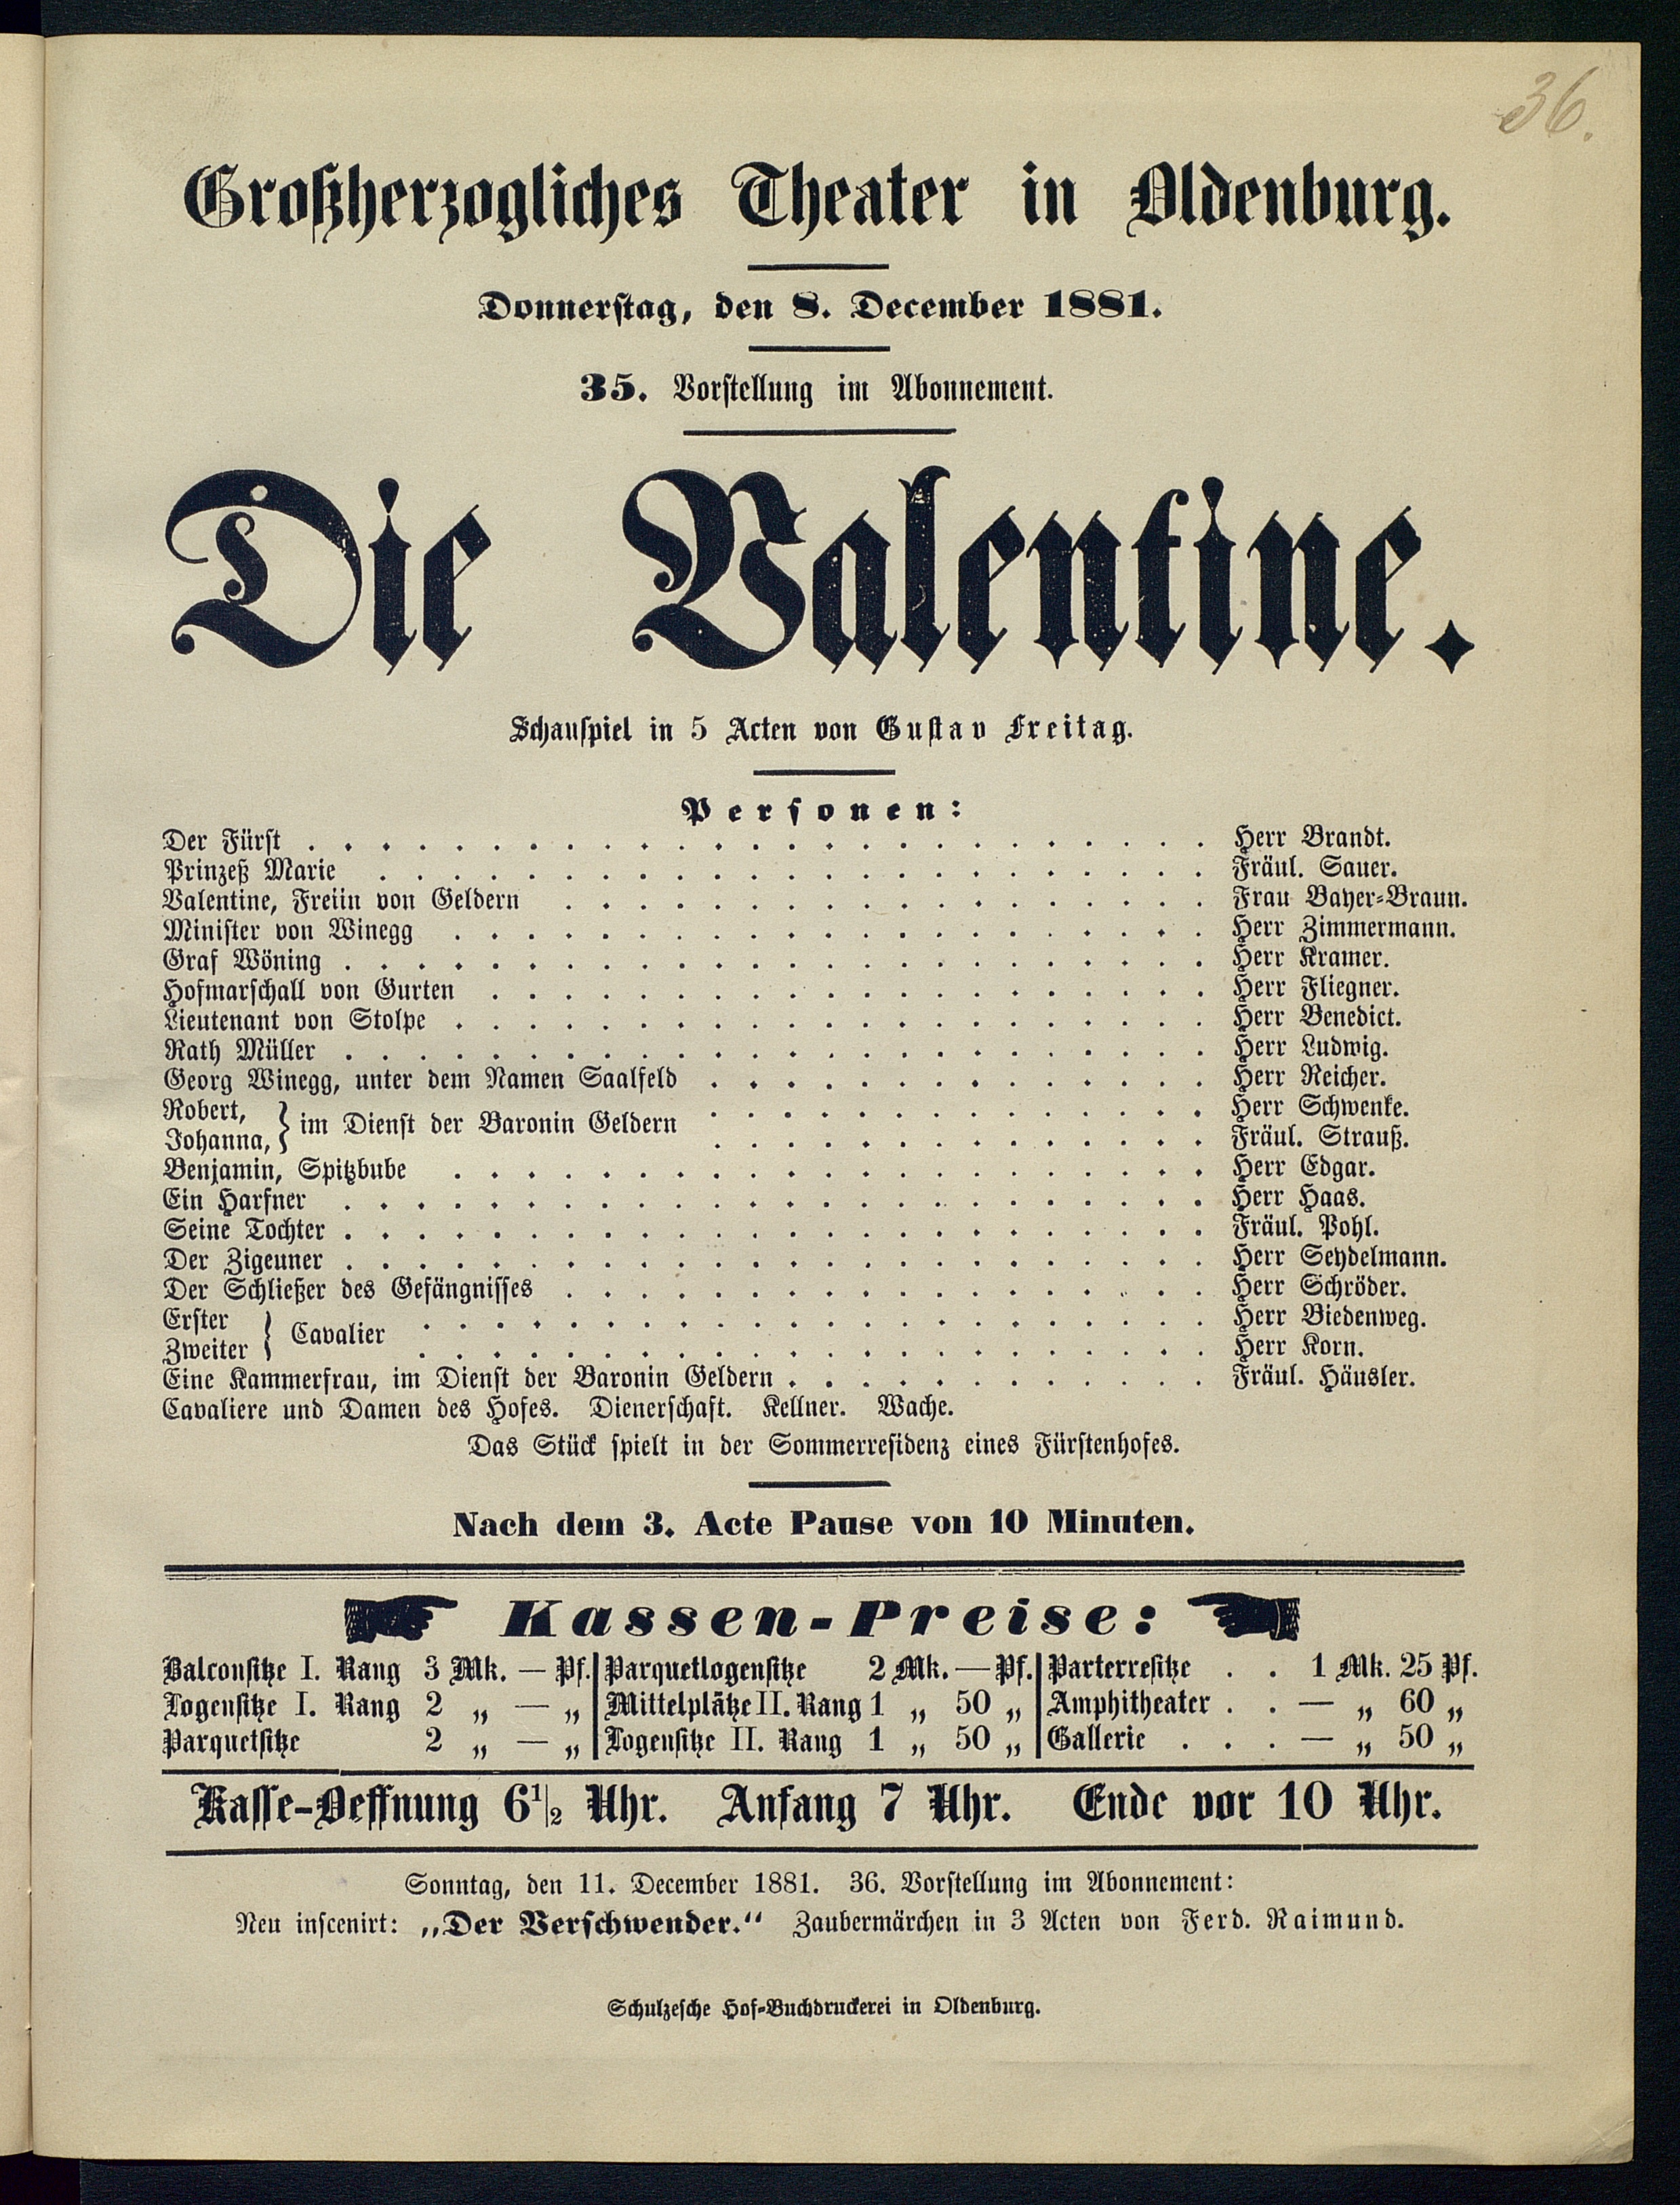 36.
Großherzogliches Theater in Oldenburg.
Donnerstag, den 8. December 1881.
35. Vorstellung im Abonnement.
Die Valentine.
Schauspiel in 5 Acten von Gustav Freitag.
Personen:
Der Fürst . . . . . . . . . . Herr Brandt.
Prinzeß Marie . . . . . . . . . . Fräul. Sauer.
Valentine, Freiin von Geldern . . . . . . . . . . Frau Bayer-Braun.
Minister von Winegg . . . . . . . . . . Herr Zimmermann.
Graf Wöning . . . . . . . . . . Herr Kramer.
Hofmarschall von Gurten . . . . . . . . . . Herr Fliegner.
Lieutenant von Stolpe . . . . . . . . . . Herr Benedict.
Rath Müller . . . . . . . . . . Herr Ludwig.
Georg Winegg, unter dem Namen Saalfeld . . . . . . . . . . Herr Reicher.
Robert, } im Dienst der Baronin Geldern . . . . . . . . . . Herr Schwenke.
Johanna, } . . . . . . . . . . Fräul. Strauß.
Benjamin, Spitzbube . . . . . . . . . . Herr Edgar.
Ein Harfner . . . . . . . . . . Herr Haas.
Seine Tochter . . . . . . . . . . Fräul. Pohl.
Der Zigeuner . . . . . . . . . . Herr Seydelmann.
Der Schließer des Gefängnisses . . . . . . . . . . Herr Schröder.
Erster } Cavalier . . . . . . . . . . Herr Biedenweg.
Zweiter } . . . . . . . . . . Herr Korn.
Eine Kammerfrau, im Dienst der Baronin Geldern . . . . . . . . . . Fräul. Häusler.
Cavaliere und Damen des Hofes. Dienerschaft. Kellner. Wache.
Das Stück spielt in der Sommerresidenz eines Fürstenhofes.
Nach dem 3. Acte Pause von 10 Minuten.
Kassen-Preise:
Balconsitze I. Rang 3 Mk. — Pf. | Parquetlogensitze 2 Mk. — Pf. | Parterresitze . . 1 Mk. 25 Pf.
Logensitze I. Rang 2 „ — „ | Mittelplätze II. Rang 1 „ 50 „ | Amphitheater . . — „ 60 „
Parquetsitze 2 „ — „ | Logensitze II. Rang 1 „ 50 „ | Gallerie . . . — „ 50 „
Kasse-Oeffnung 6 1/2 Uhr. Anfang 7 Uhr. Ende vor 10 Uhr.
Sonntag, den 11. December 1881. 36. Vorstellung im Abonnement:
Neu inscenirt: „Der Verschwender.“ Zaubermärchen in 3 Acten von Ferd. Raimund.
Schulzesche Hof-Buchdruckerei in Oldenburg.